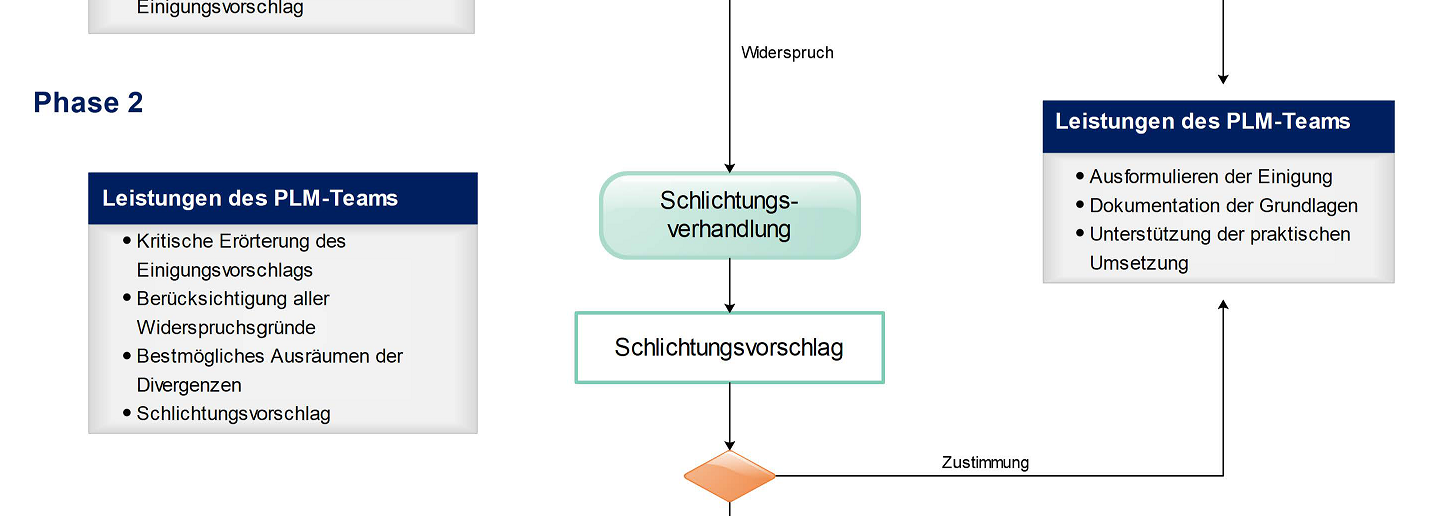 Einigungsvorschlag
Widerspruch
Phase 2
Leistungen des PLM-Teams
• Kritische Erörterung des
Einigungsvorschlags
• Berücksichtigung aller
Widerspruchsgründe
• Bestmögliches Ausräumen der
Divergenzen
• Schlichtungsvorschlag
Schlichtungs-
verhandlung
Schlichtungsvorschlag
Zustimmung
Leistungen des PLM-Teams
• Ausformulieren der Einigung
• Dokumentation der Grundlagen
• Unterstützung der praktischen
Umsetzung